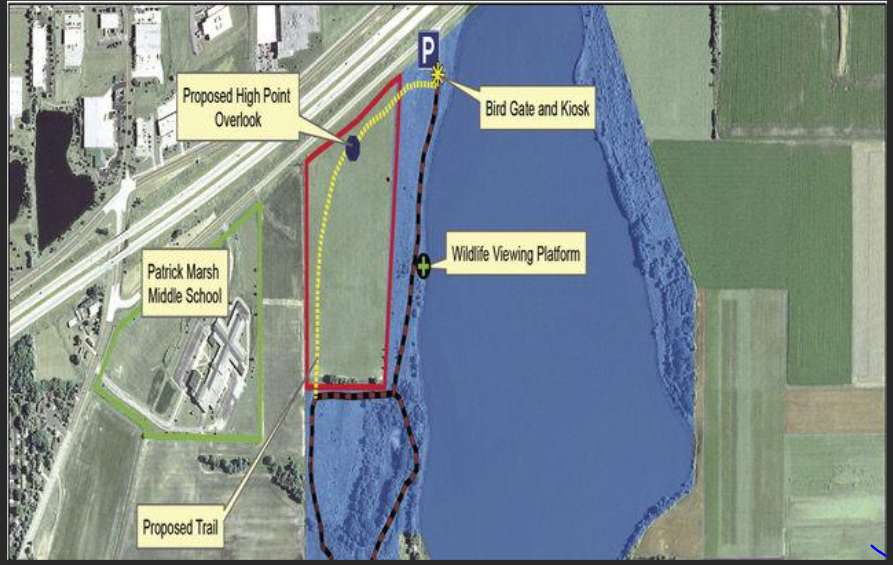 P
Proposed High Point
Overlook
Bird Gate and Kiosk
Wildlife Viewing Platform
Patrick Marsh
Middle School
Proposed Trail